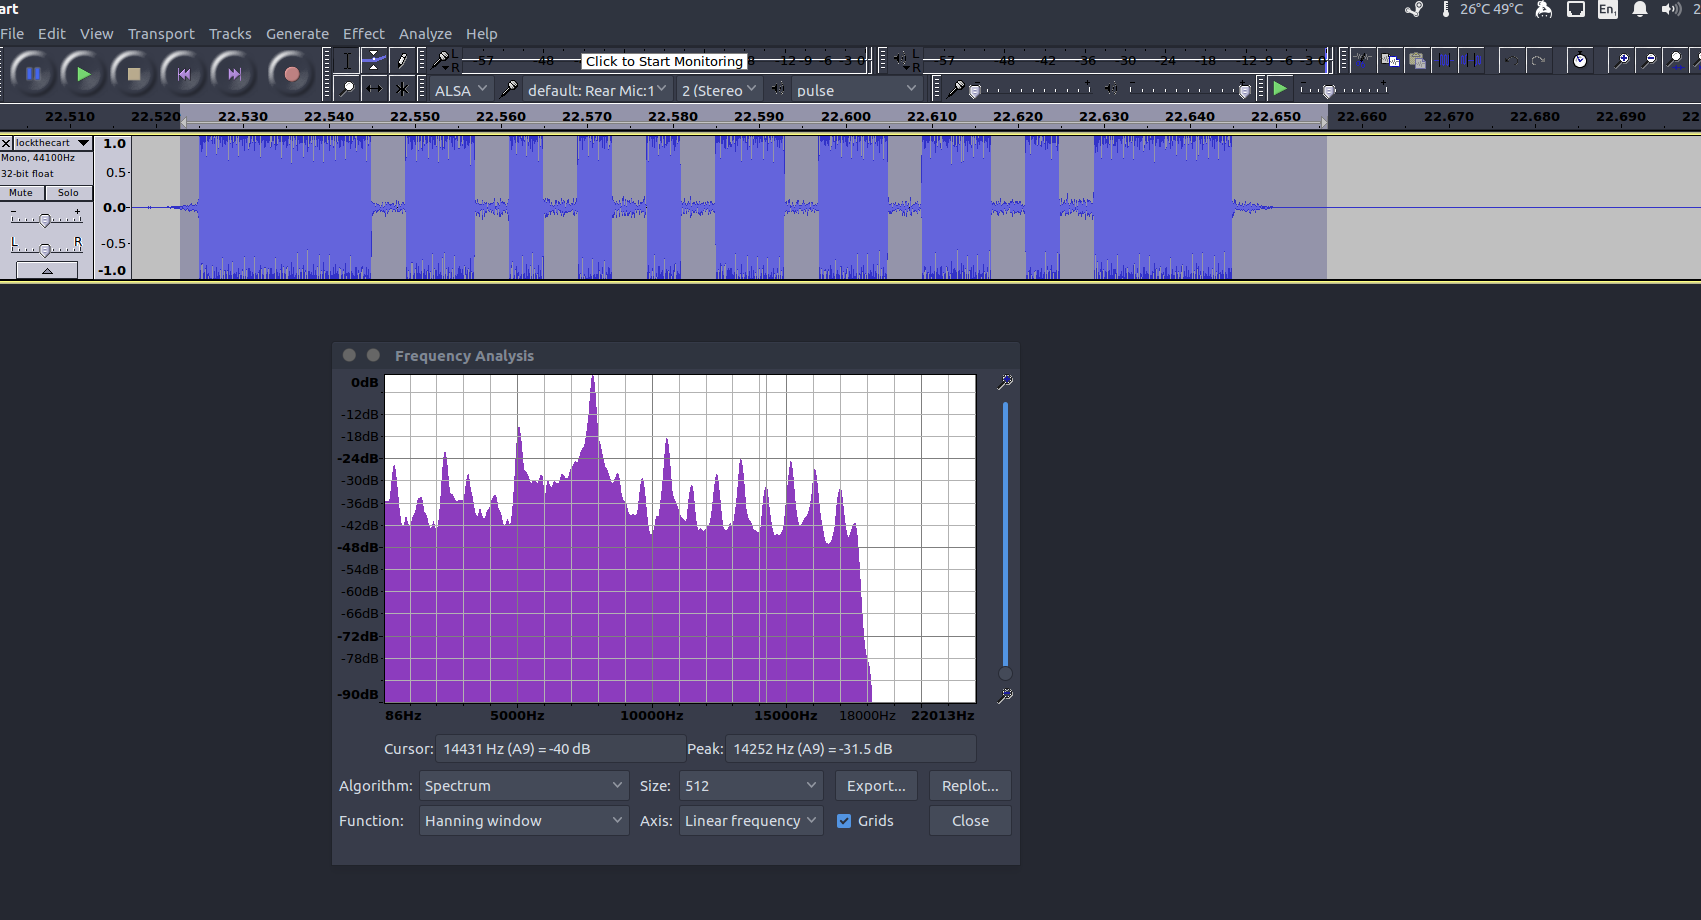 art
26°C 49°C En1 2
File Edit View Transport Tracks Generate Effect Analyze Help
L R -57 -48 Click to Start Monitoring -12 -9 -6 -3 0 L R -57 -48 -42 -36 -30 -24 -18 -12 -9 -6 -3 0
ALSA default: Rear Mic:1 2 (Stereo pulse
22.510 22.520 22.530 22.540 22.550 22.560 22.570 22.580 22.590 22.600 22.610 22.620 22.630 22.640 22.650 22.660 22.670 22.680 22.690 22
lockthecart
Mono, 44100Hz
32-bit float
Mute Solo
- +
L R
1.0
0.5
0.0
-0.5
-1.0
Frequency Analysis
0dB
-12dB
-18dB
-24dB
-30dB
-36dB
-42dB
-48dB
-54dB
-60dB
-66dB
-72dB
-78dB
-90dB
86Hz 5000Hz 10000Hz 15000Hz 18000Hz 22013Hz
Cursor: 14431 Hz (A9) = -40 dB Peak: 14252 Hz (A9) = -31.5 dB
Algorithm: Spectrum Size: 512 Export... Replot...
Function: Hanning window Axis: Linear frequency Grids Close